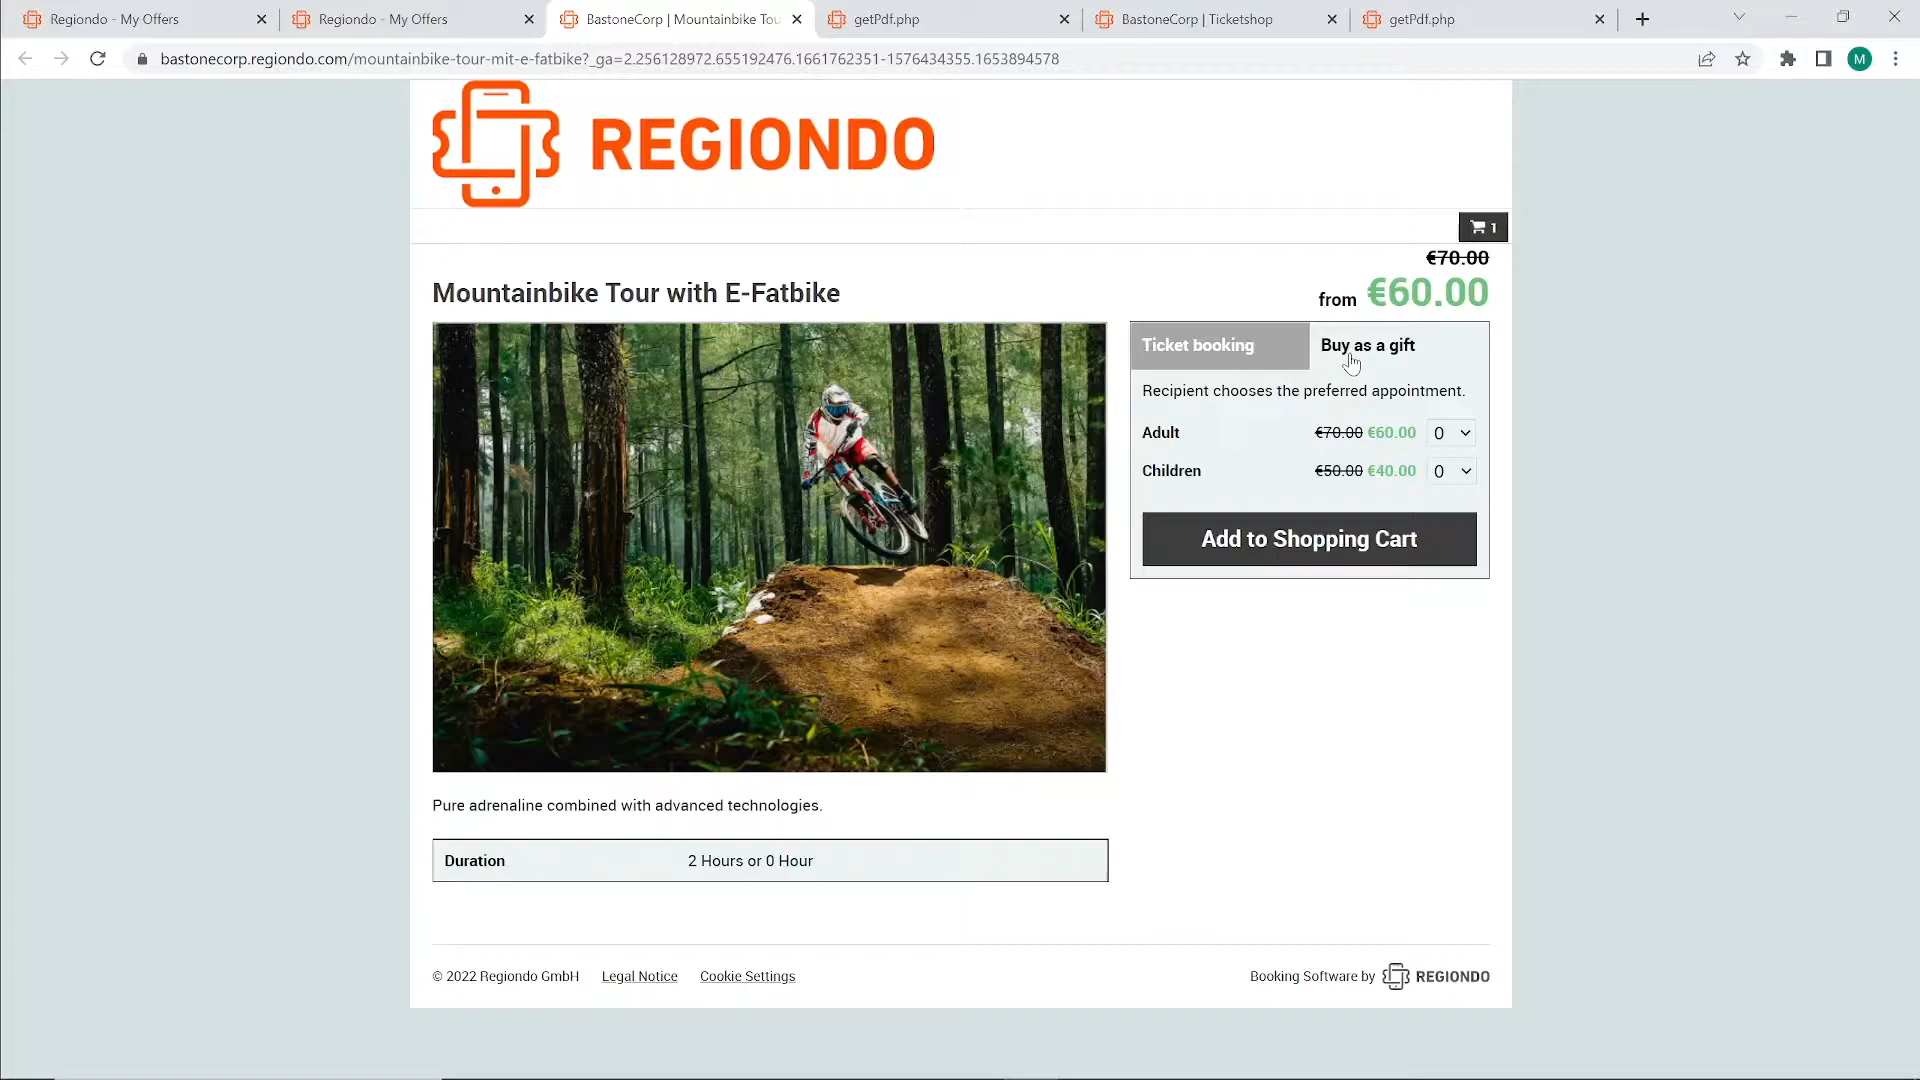 Regiondo - My Offers
Regiondo - My Offers
BastoneCorp | Mountainbike Tou
getPdf.php
BastoneCorp | Ticketshop
getPdf.php
bastonecorp.regiondo.com/mountainbike-tour-mit-e-fatbike?_ga=2.256128972.655192476.1661762351-1576434355.1653894578
M
REGIONDO
1
€70.00
Mountainbike Tour with E-Fatbike
from €60.00
Ticket booking
Buy as a gift
Recipient chooses the preferred appointment.
Adult €70.00 €60.00 0
Children €50.00 €40.00 0
Add to Shopping Cart
Pure adrenaline combined with advanced technologies.
Duration 2 Hours or 0 Hour
© 2022 Regiondo GmbH Legal Notice Cookie Settings
Booking Software by REGIONDO